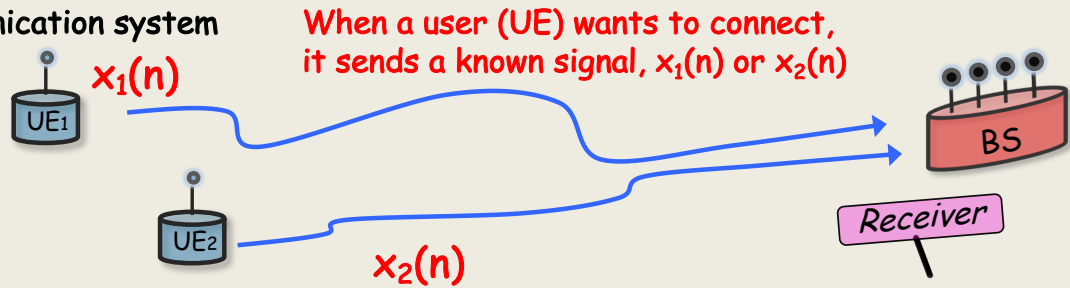 system
When a user (UE) wants to connect,
it sends a known signal, x₁(n) or x₂(n)
x₁(n)
UE1
BS
Receiver
UE2
x₂(n)